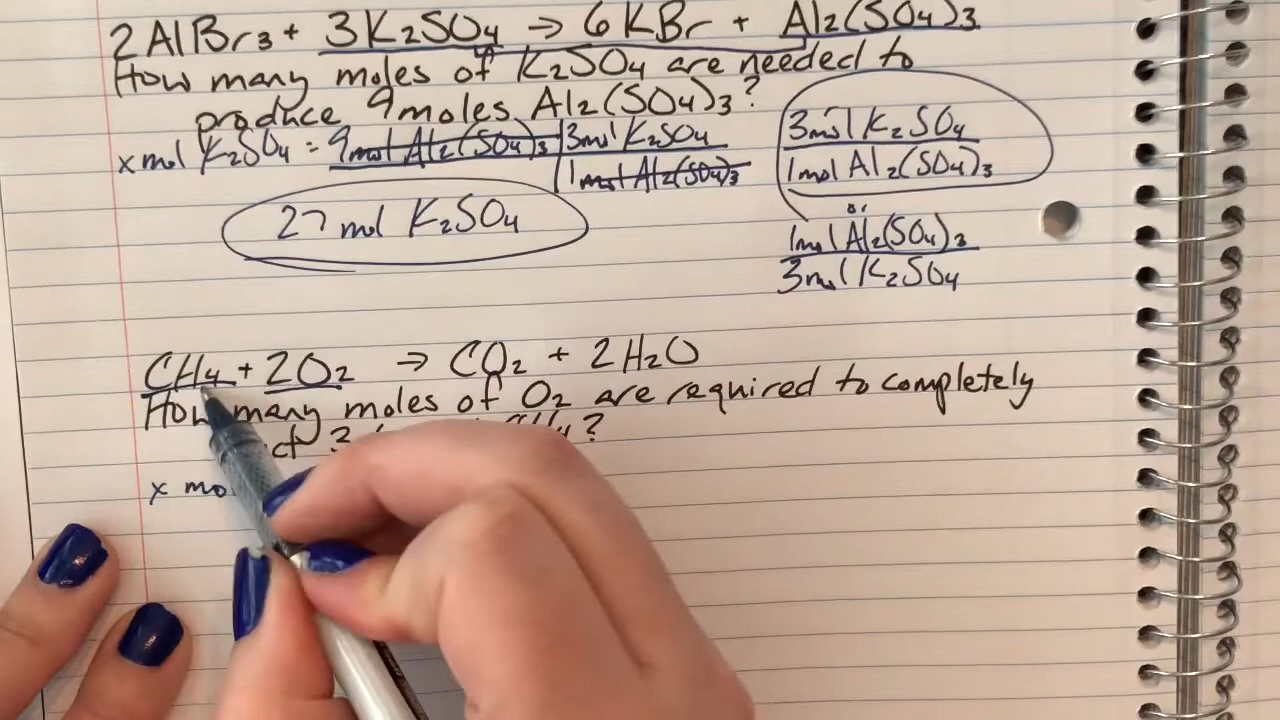 2AlBr3 + 3K2SO4 → 6KBr + Al2(SO4)3
How many moles of K2SO4 are needed to
produce 9 moles Al2(SO4)3?
x mol K2SO4 = 9 mol Al2(SO4)3 | 3 mol K2SO4
1 mol Al2(SO4)3
3 mol K2SO4
1 mol Al2(SO4)3
or
1 mol Al2(SO4)3
3 mol K2SO4
27 mol K2SO4
CH4 + 2O2 → CO2 + 2H2O
How many moles of O2 are required to completely
CH4?
x mo